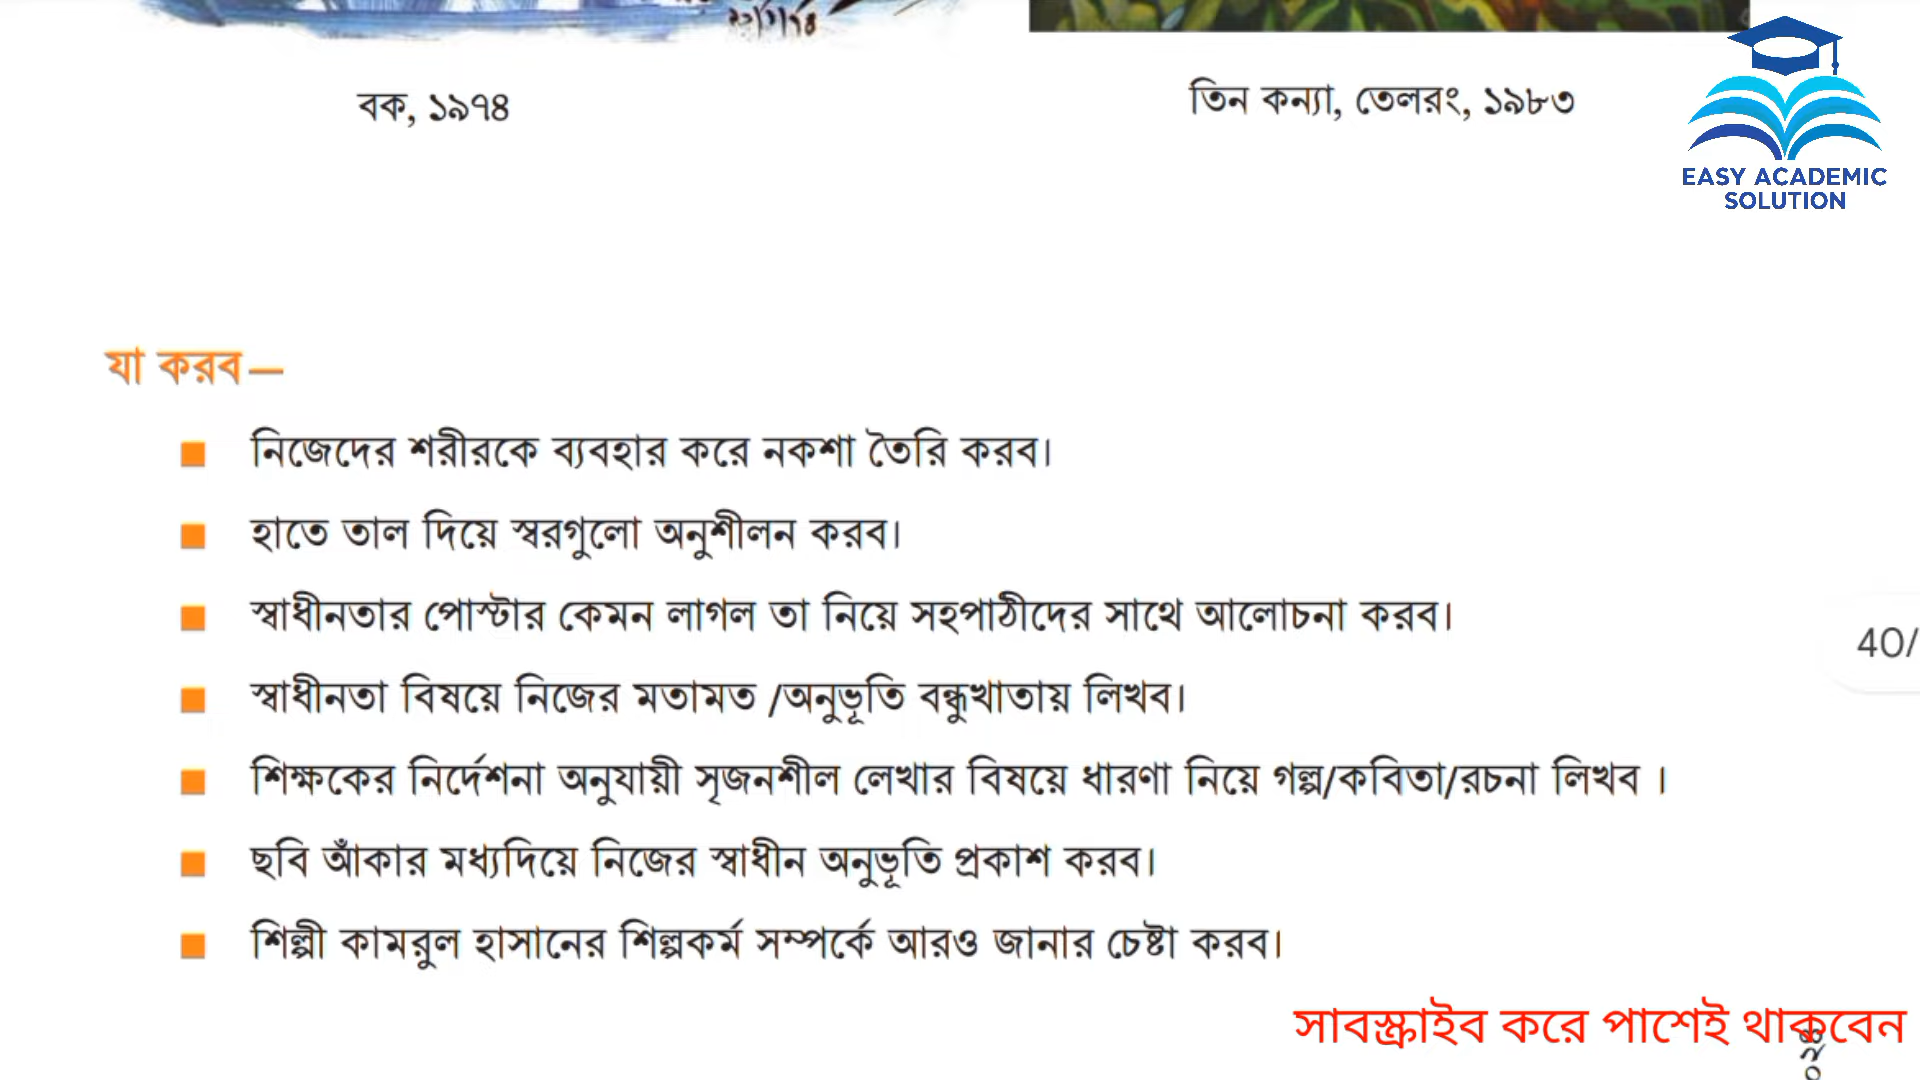 ২০/১/৭৪
বক, ১৯৭৪
তিন কন্যা, তেলরং, ১৯৮৩
EASY ACADEMIC
SOLUTION
যা করব—
নিজেদের শরীরকে ব্যবহার করে নকশা তৈরি করব।
হাতে তাল দিয়ে স্বরগুলো অনুশীলন করব।
স্বাধীনতার পোস্টার কেমন লাগল তা নিয়ে সহপাঠীদের সাথে আলোচনা করব।
40/
স্বাধীনতা বিষয়ে নিজের মতামত /অনুভূতি বন্ধুখাতায় লিখব।
শিক্ষকের নির্দেশনা অনুযায়ী সৃজনশীল লেখার বিষয়ে ধারণা নিয়ে গল্প/কবিতা/রচনা লিখব ।
ছবি আঁকার মধ্যদিয়ে নিজের স্বাধীন অনুভূতি প্রকাশ করব।
শিল্পী কামরুল হাসানের শিল্পকর্ম সম্পর্কে আরও জানার চেষ্টা করব।
সাবস্ক্রাইব করে পাশেই থাকবেন